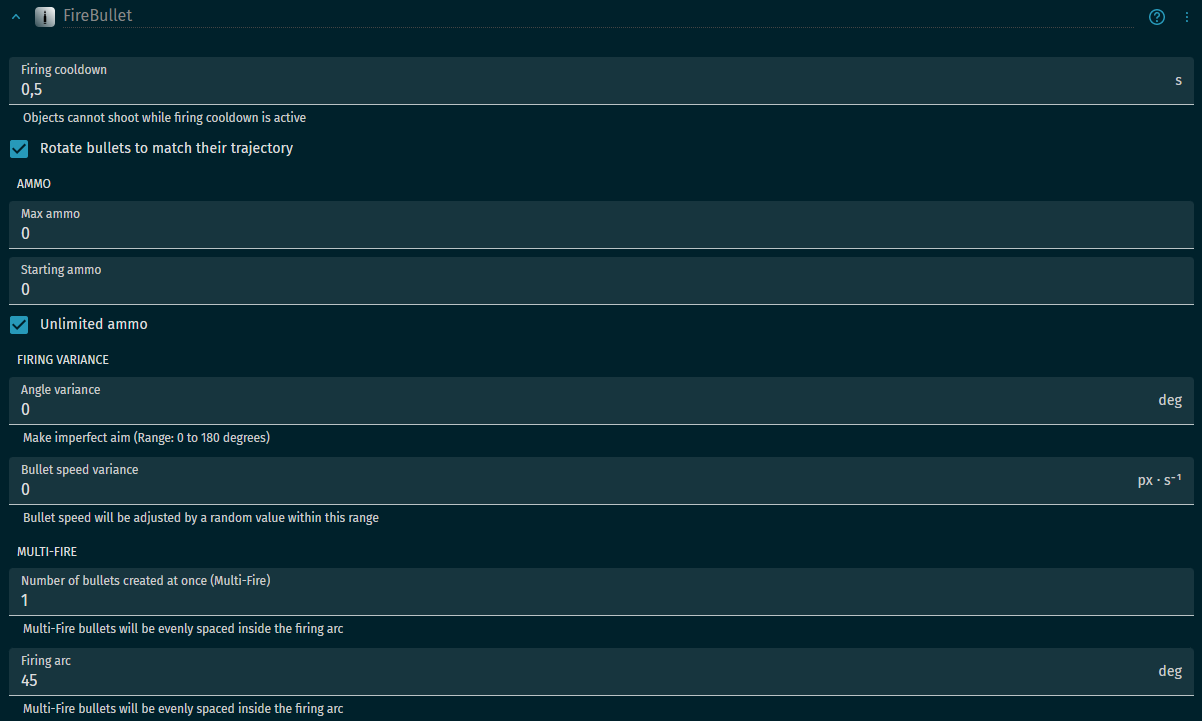 FireBullet
Firing cooldown
0,5
s
Objects cannot shoot while firing cooldown is active
Rotate bullets to match their trajectory
AMMO
Max ammo
0
Starting ammo
0
Unlimited ammo
FIRING VARIANCE
Angle variance
0
deg
Make imperfect aim (Range: 0 to 180 degrees)
Bullet speed variance
0
px · s⁻¹
Bullet speed will be adjusted by a random value within this range
MULTI-FIRE
Number of bullets created at once (Multi-Fire)
1
Multi-Fire bullets will be evenly spaced inside the firing arc
Firing arc
45
deg
Multi-Fire bullets will be evenly spaced inside the firing arc